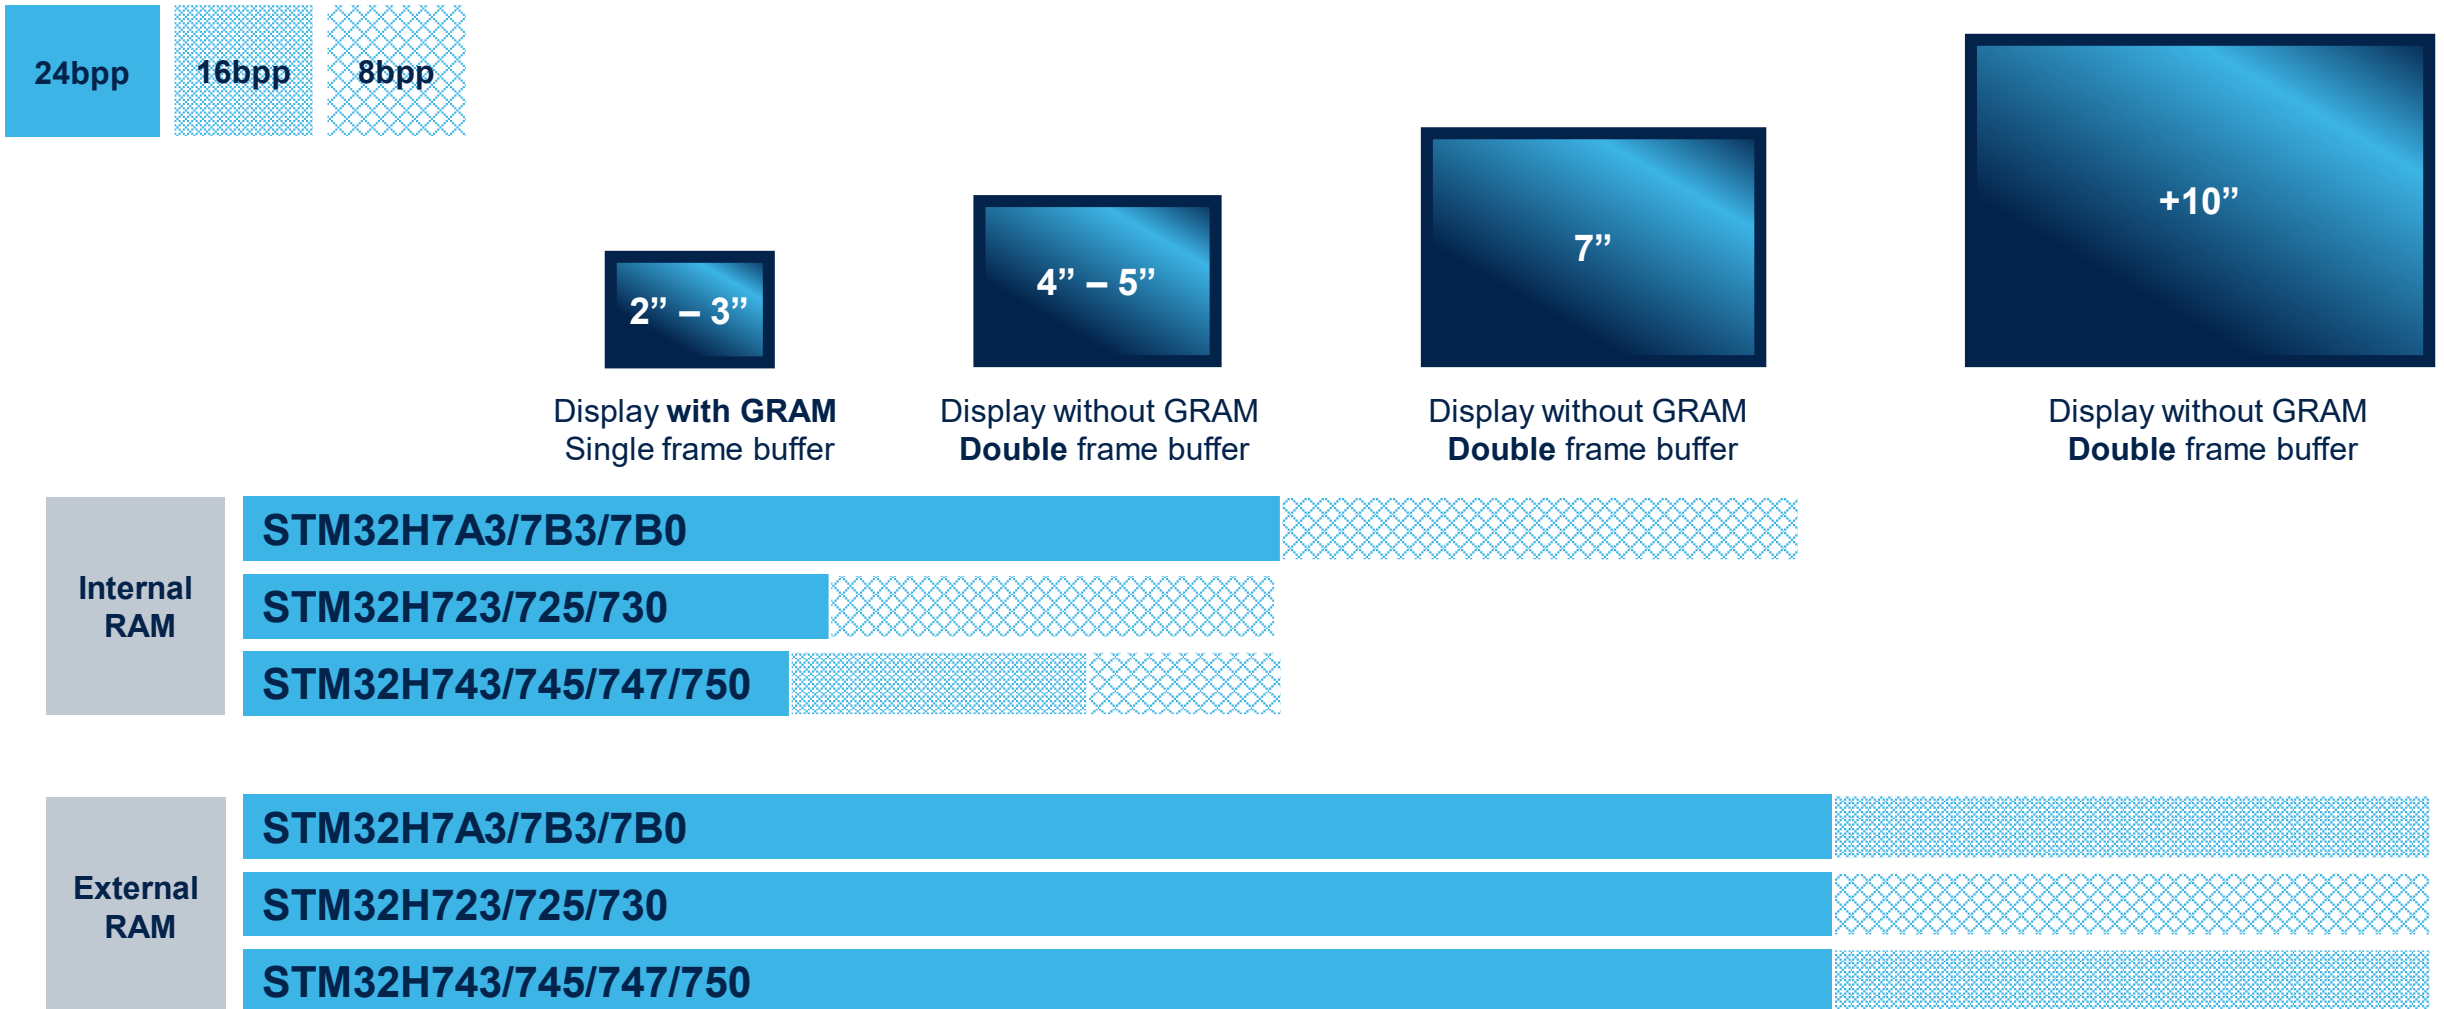 24bpp
16bpp
8bpp
2” – 3”
4” – 5”
7”
+10”
Display with GRAM
Single frame buffer
Display without GRAM
Double frame buffer
Display without GRAM
Double frame buffer
Display without GRAM
Double frame buffer
Internal
RAM
STM32H7A3/7B3/7B0
STM32H723/725/730
STM32H743/745/747/750
External
RAM
STM32H7A3/7B3/7B0
STM32H723/725/730
STM32H743/745/747/750